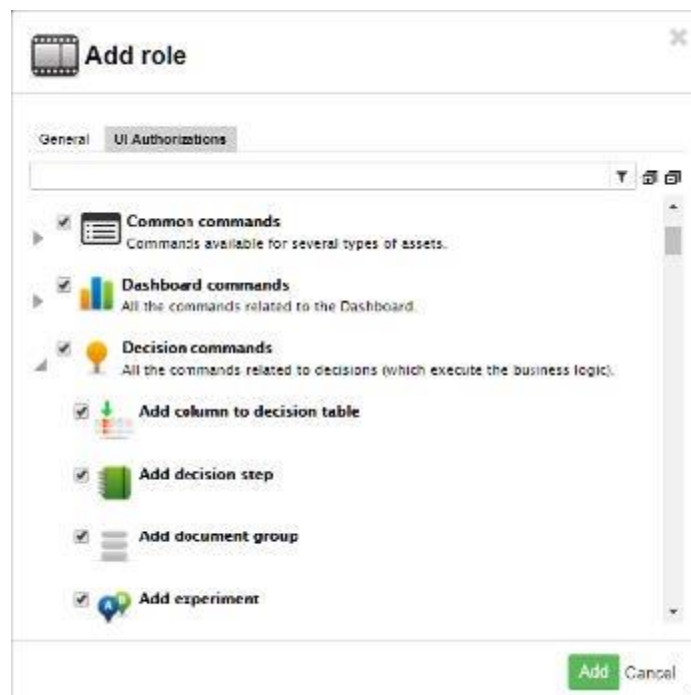 Add role
General UI Authorizations
Common commands
Commands available for several types of assets.
Dashboard commands
All the commands related to the Dashboard.
Decision commands
All the commands related to decisions (which execute the business logic).
Add column to decision table
Add decision step
Add document group
Add experiment
Add Cancel